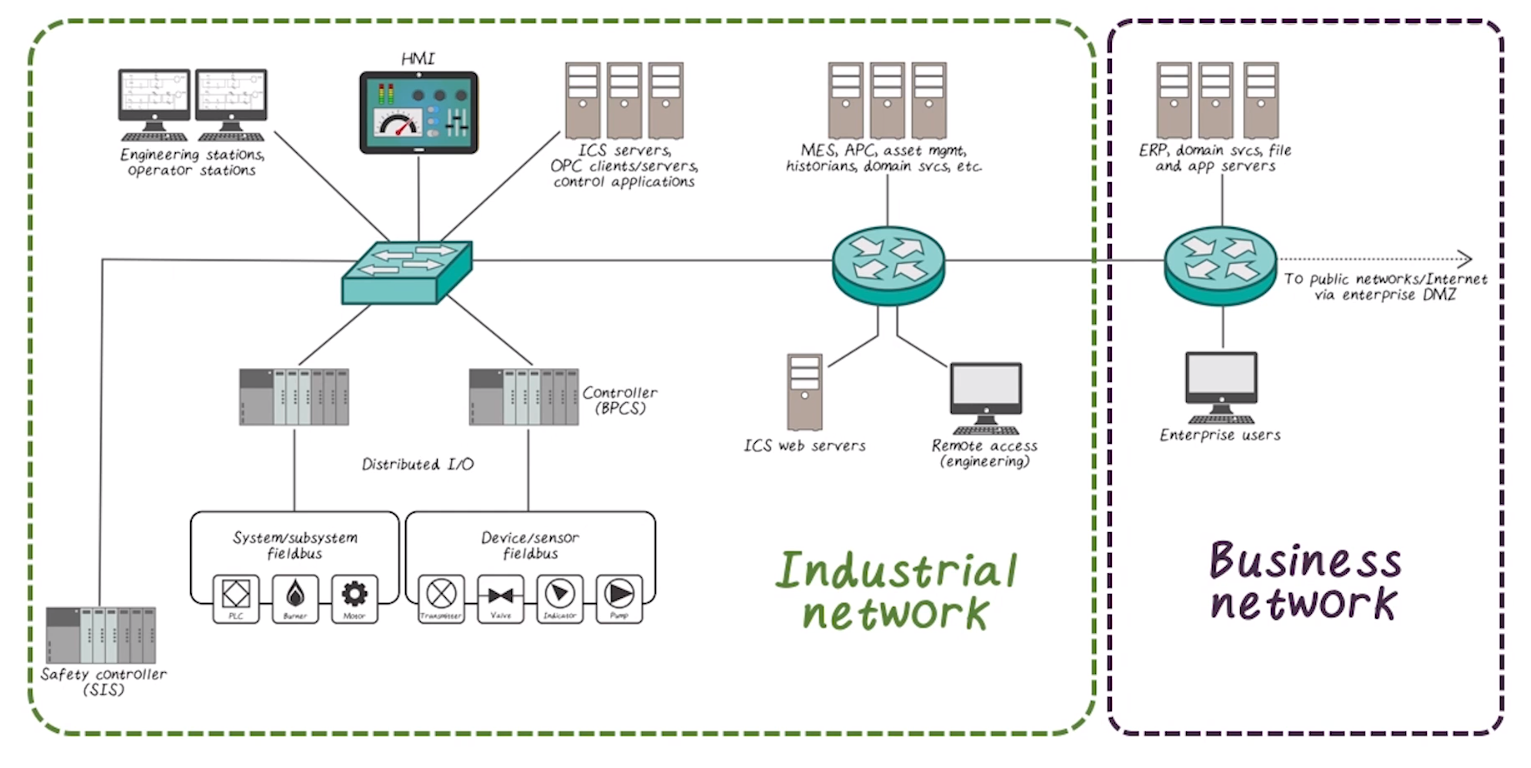 HMI
Engineering stations,
operator stations
ICS servers,
OPC clients/servers,
control applications
MES, APC, asset mgmt,
historians, domain svcs, etc.
ERP, domain svcs, file
and app servers
To public networks/Internet
via enterprise DMZ
Controller
(BPCS)
Distributed I/O
ICS web servers
Remote access
(engineering)
Enterprise users
System/subsystem
fieldbus
PLC
Burner
Motor
Device/sensor
fieldbus
Transmitter
Valve
Indicator
Pump
Safety controller
(SIS)
Industrial
network
Business
network